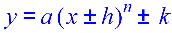 y = a(x ± h)ⁿ ± k